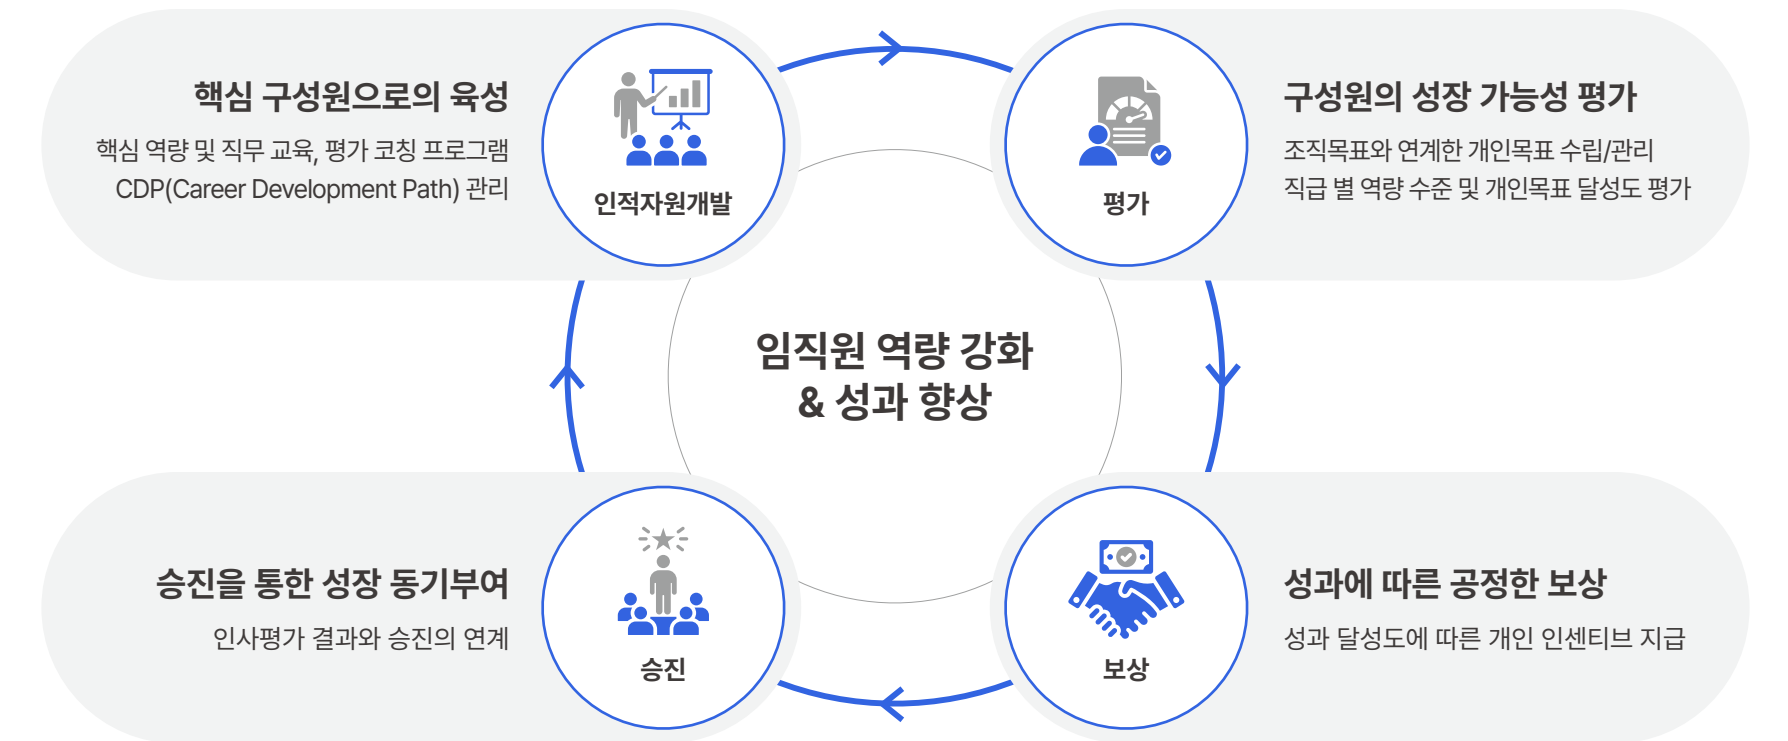 핵심 구성원으로의 육성
핵심 역량 및 직무 교육, 평가 코칭 프로그램
CDP(Career Development Path) 관리
인적자원개발
평가
구성원의 성장 가능성 평가
조직목표와 연계한 개인목표 수립/관리
직급 별 역량 수준 및 개인목표 달성도 평가
임직원 역량 강화
& 성과 향상
승진을 통한 성장 동기부여
인사평가 결과와 승진의 연계
승진
보상
성과에 따른 공정한 보상
성과 달성도에 따른 개인 인센티브 지급